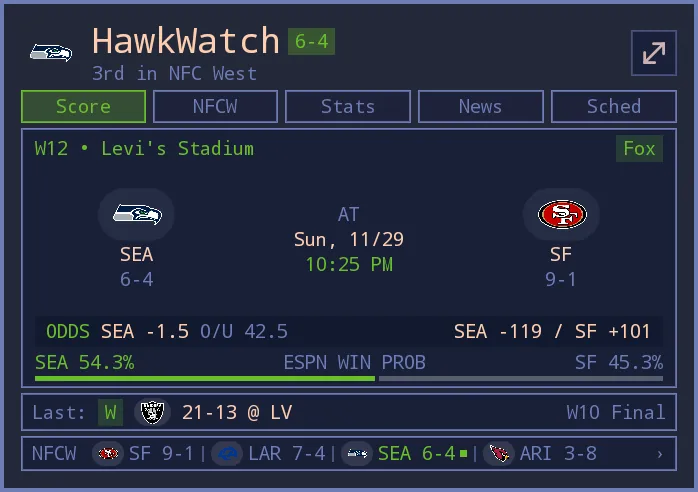 HawkWatch 6-4
3rd in NFC West
Score NFCW Stats News Sched
W12 • Levi's Stadium Fox
AT
Sun, 11/29
10:25 PM
SEA
6-4
SF
9-1
ODDS SEA -1.5 O/U 42.5 SEA -119 / SF +101
SEA 54.3% ESPN WIN PROB SF 45.3%
Last: W 21-13 @ LV W10 Final
NFCW SF 9-1 | LAR 7-4 | SEA 6-4 | ARI 3-8 ›